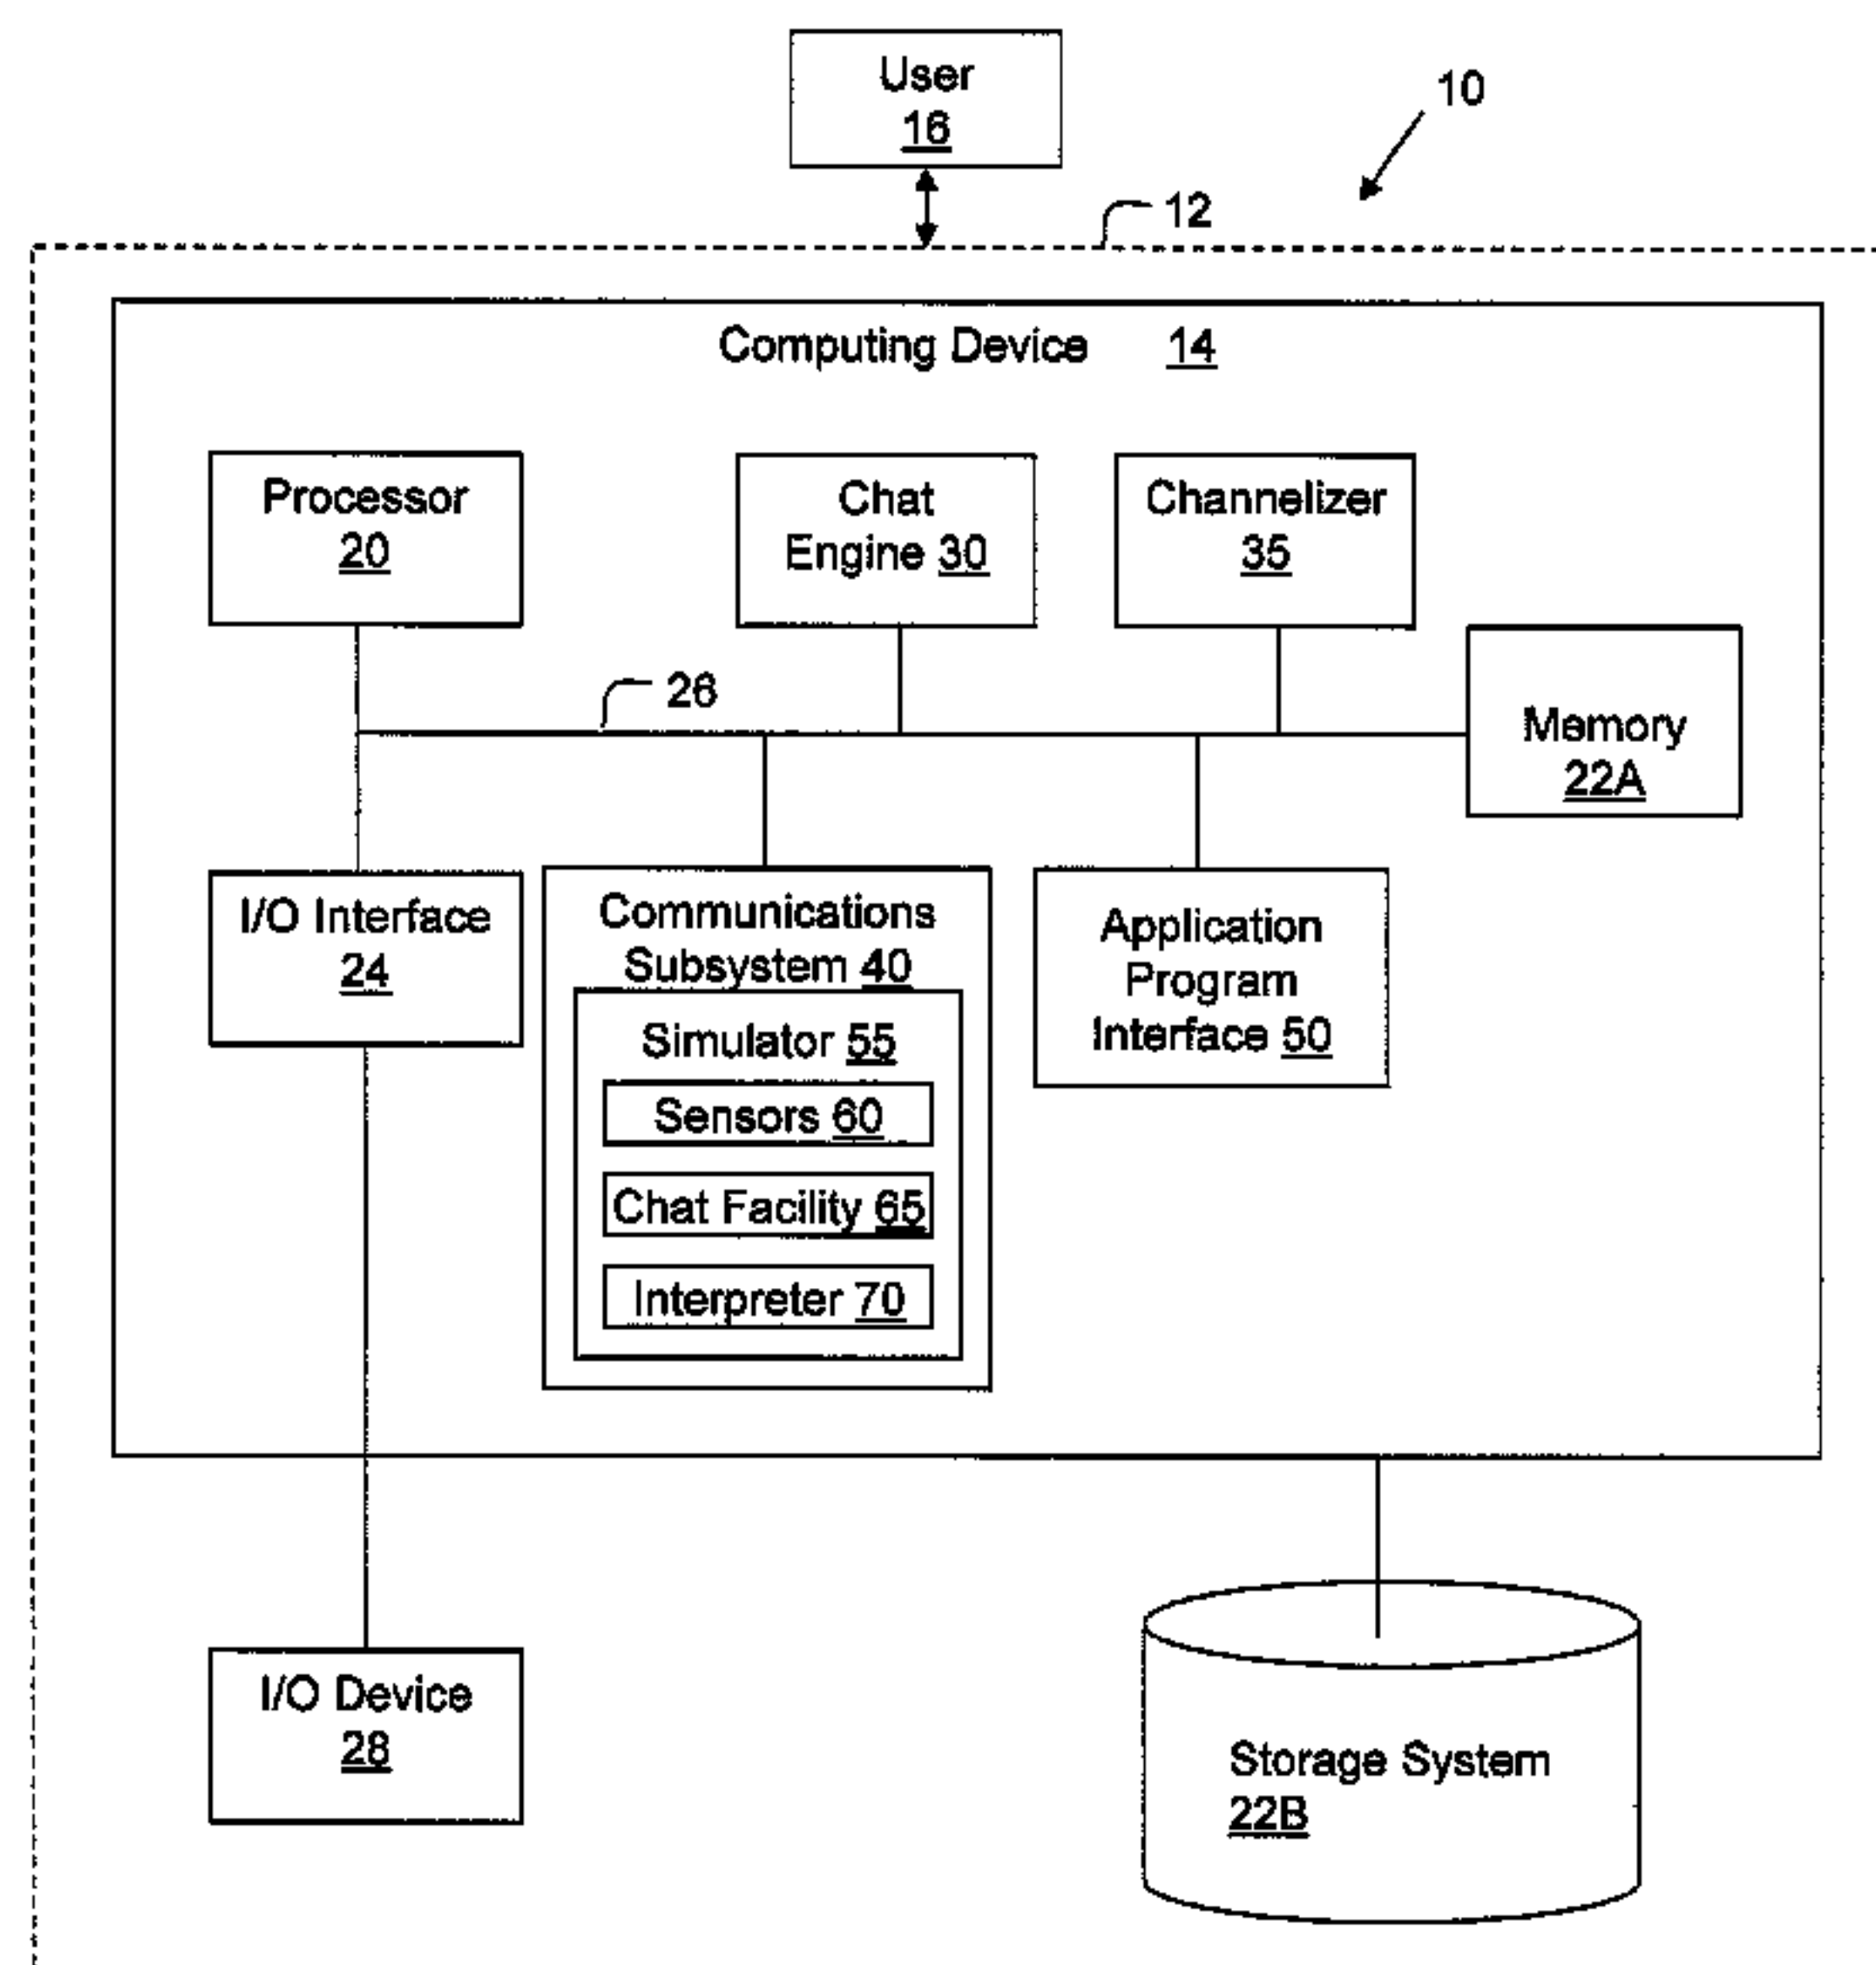 User
16
10
12
Computing Device 14
Processor
20
Chat
Engine 30
Channelizer
35
26
Memory
22A
I/O Interface
24
Communications
Subsystem 40
Simulator 55
Sensors 60
Chat Facility 65
Interpreter 70
Application
Program
Interface 50
I/O Device
28
Storage System
22B